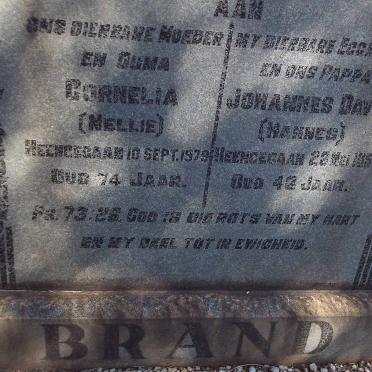 AAN
ONS DIERBARE MOEDER
EN OUMA
CORNELIA
(NELLIE)
HEENGEGAAN 10 SEPT. 1979
OUD 74 JAAR.
MY DIERBARE
EN ONS PAPPA
JOHANNES DAV
(HANNES)
HEENGEGAAN 28 MEI
OUD 48 JAAR.
PS. 73:26. GOD IS DIE ROTS VAN MY HART
EN MY DEEL TOT IN EWIGHEID.
BRAND